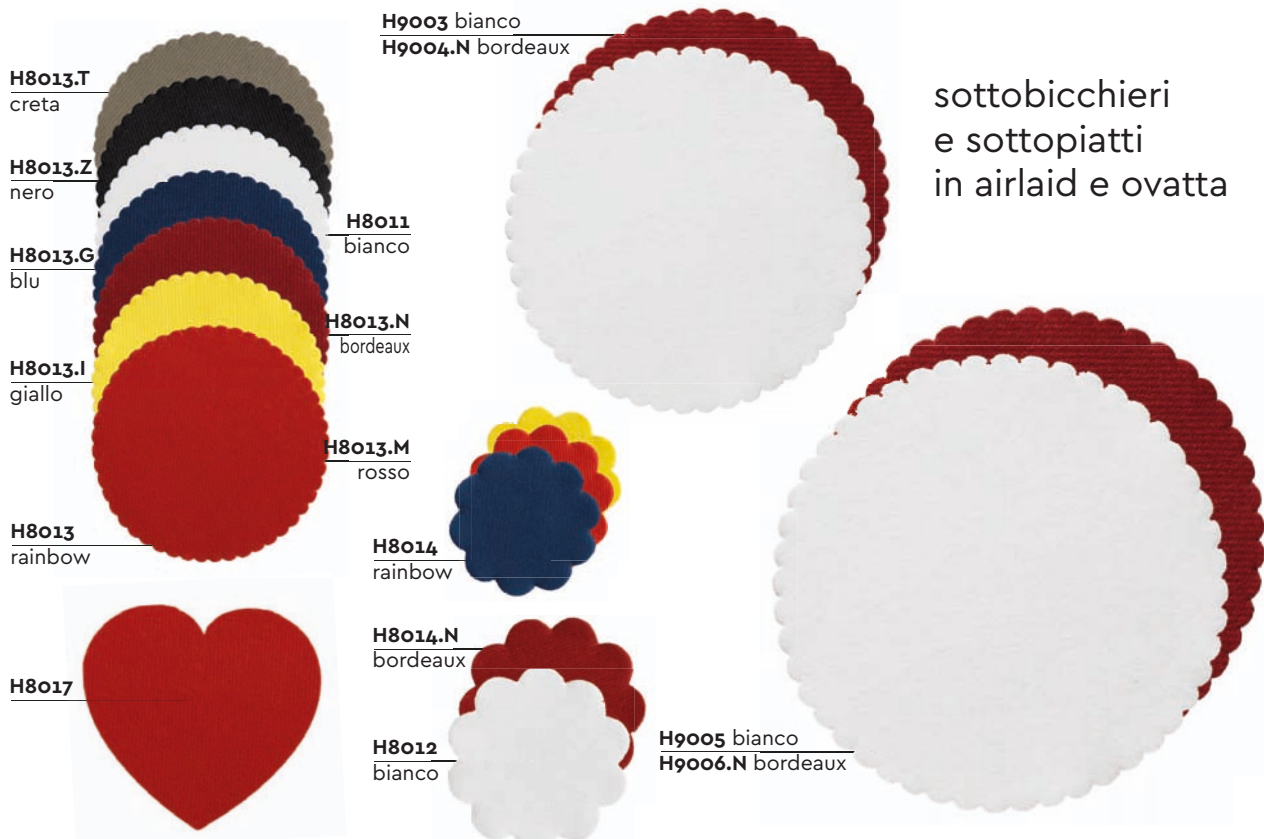 sottobicchieri
e sottopiatti
in airlaid e ovatta
H8013.T
creta
H8013.Z
nero
H8011
bianco
H8013.G
blu
H8013.N
bordeaux
H8013.I
giallo
H8013.M
rosso
H8013
rainbow
H8017
H9003 bianco
H9004.N bordeaux
H8014
rainbow
H8014.N
bordeaux
H8012
bianco
H9005 bianco
H9006.N bordeaux